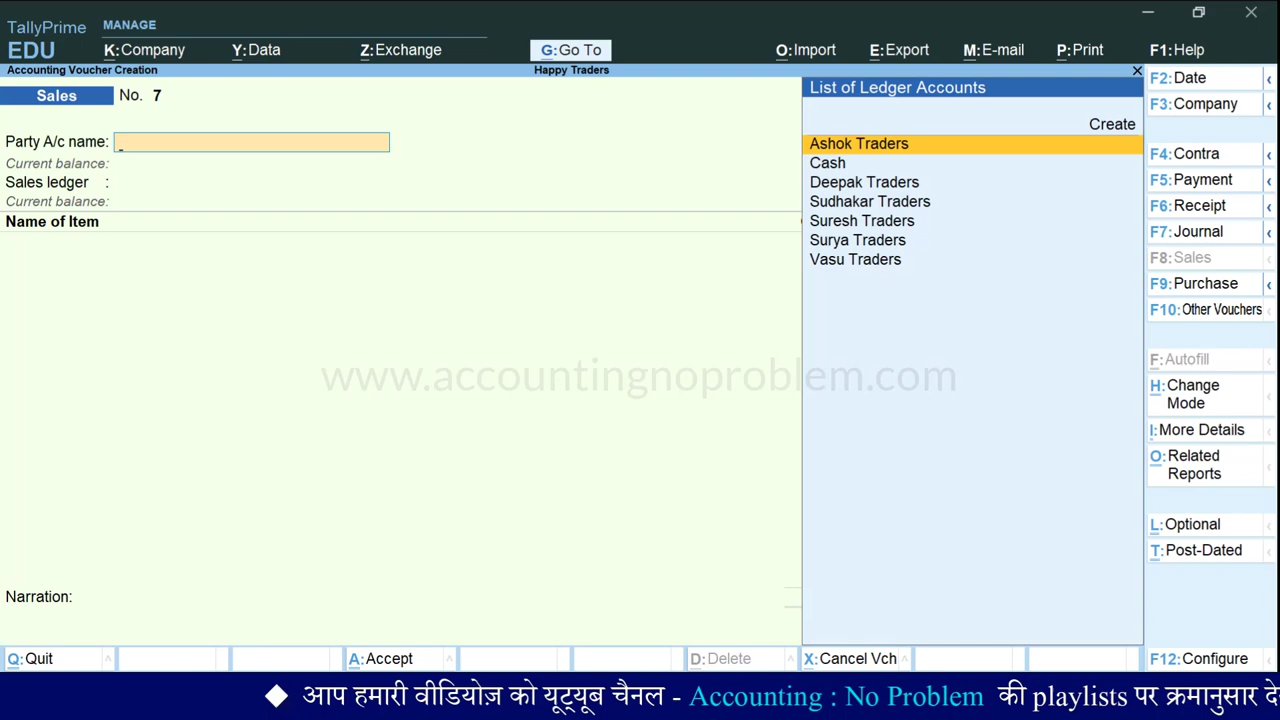 TallyPrime MANAGE
EDU K:Company Y:Data Z:Exchange G:Go To O:Import E:Export M:E-mail P:Print F1:Help
Accounting Voucher Creation Happy Traders
Sales No. 7
Party A/c name:
Current balance:
Sales ledger :
Current balance:
Name of Item
Narration:
List of Ledger Accounts
Create
Ashok Traders
Cash
Deepak Traders
Sudhakar Traders
Suresh Traders
Surya Traders
Vasu Traders
F2:Date
F3:Company
F4:Contra
F5:Payment
F6:Receipt
F7:Journal
F8:Sales
F9:Purchase
F10:Other Vouchers
F:Autofill
H:Change
Mode
I:More Details
O:Related
Reports
L:Optional
T:Post-Dated
www.accountingnoproblem.com
Q:Quit A:Accept D:Delete X:Cancel Vch F12:Configure
◆ आप हमारी वीडियोज़ को यूट्यूब चैनल - Accounting : No Problem की playlists पर क्रमानुसार